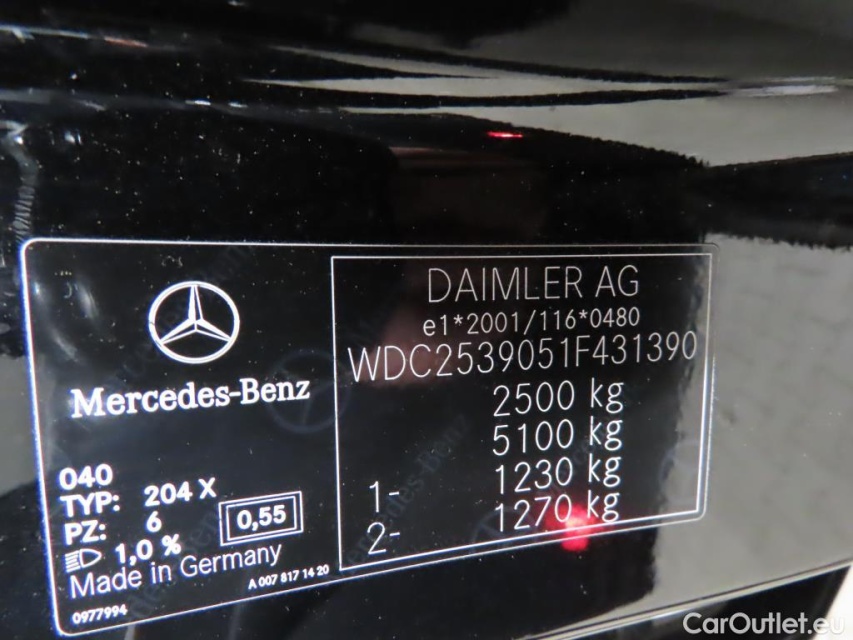 Mercedes-Benz
040
TYP: 204 X
PZ: 6
0,55
1,0 %
Made in Germany
A 007 817 14 20
0977994
DAIMLER AG
e1*2001/116*0480
WDC2539051F431390
2500 kg
5100 kg
1- 1230 kg
2- 1270 kg
CarOutlet.eu